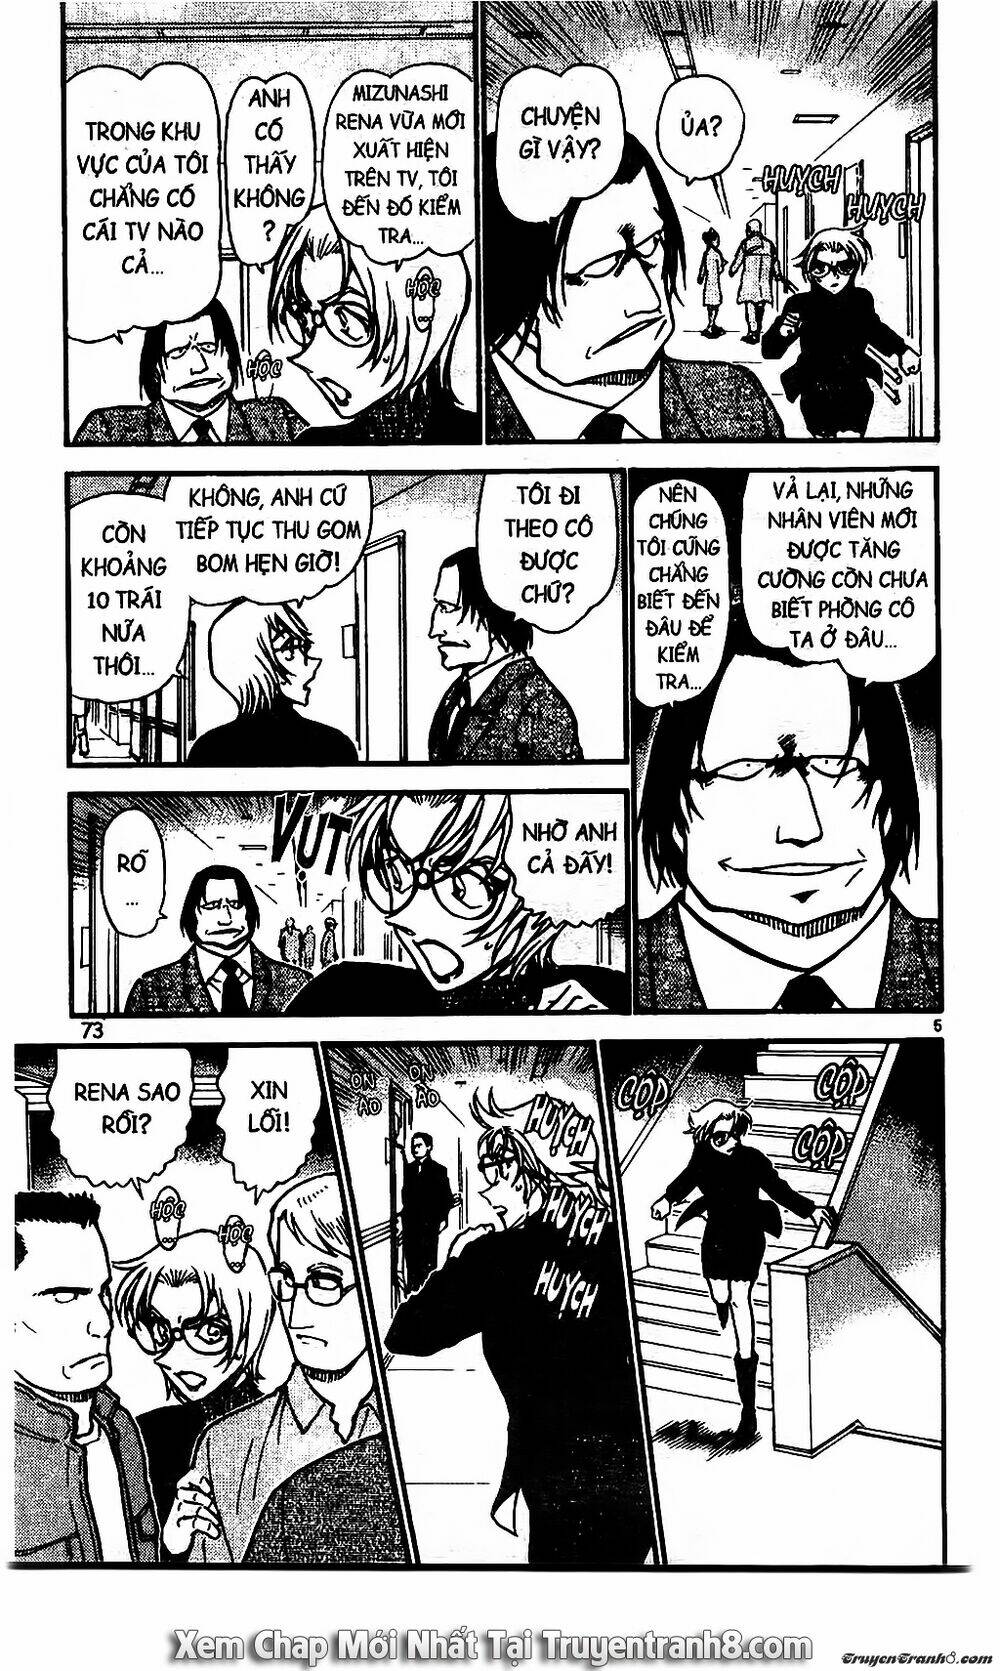 ỦA?
CHUYỆN
GÌ VẬY?
HUỴCH
HUỴCH
MIZUNASHI
RENA VỪA MỚI
XUẤT HIỆN
TRÊN TV, TÔI
ĐẾN ĐÓ KIỂM
TRA...
ANH
CÓ
THẤY
KHÔNG
?
HỘC
HỘC
TRONG KHU
VỰC CỦA TÔI
CHẲNG CÓ
CÁI TV NÀO
CẢ...
VẢ LẠI, NHỮNG
NHÂN VIÊN MỚI
ĐƯỢC TĂNG
CƯỜNG CÒN CHƯA
BIẾT PHÒNG CÔ
TA Ở ĐÂU...
NÊN
CHÚNG
TÔI CŨNG
CHẲNG
BIẾT ĐẾN
ĐÂU ĐỂ
KIỂM
TRA...
TÔI ĐI
THEO CÔ
ĐƯỢC
CHỨ?
KHÔNG, ANH CỨ
TIẾP TỤC THU GOM
BOM HẸN GIỜ!
CÒN
KHOẢNG
10 TRÁI
NỮA
THÔI...
NHỜ ANH
CẢ ĐẤY!
VỤT
RÕ
...
73
5
CỘP
CỘP
CỘP
ỒN
ÀO
ỒN
ÀO
HUỴCH
HUỴCH
HUỴCH
XIN
LỖI!
RENA SAO
RỒI?
HỘC
HỘC
Xem Chap Mới Nhất Tại Truyentranh8.com
TruyenTranh8.com